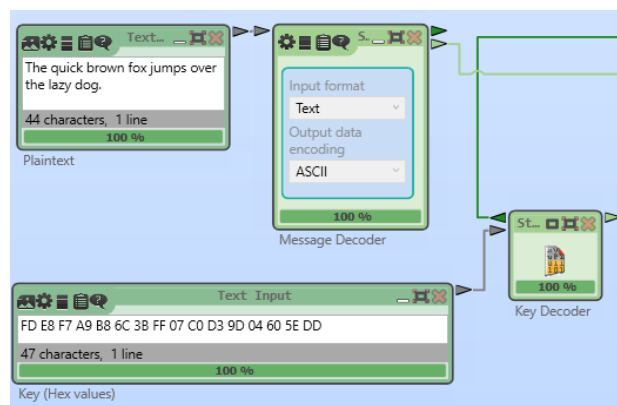 Text...
The quick brown fox jumps over
the lazy dog.
44 characters, 1 line
100 %
Plaintext
S...
Input format
Text
Output data
encoding
ASCII
100 %
Message Decoder
St...
100 %
Key Decoder
Text Input
FD E8 F7 A9 B8 6C 3B FF 07 C0 D3 9D 04 60 5E DD
47 characters, 1 line
100 %
Key (Hex values)